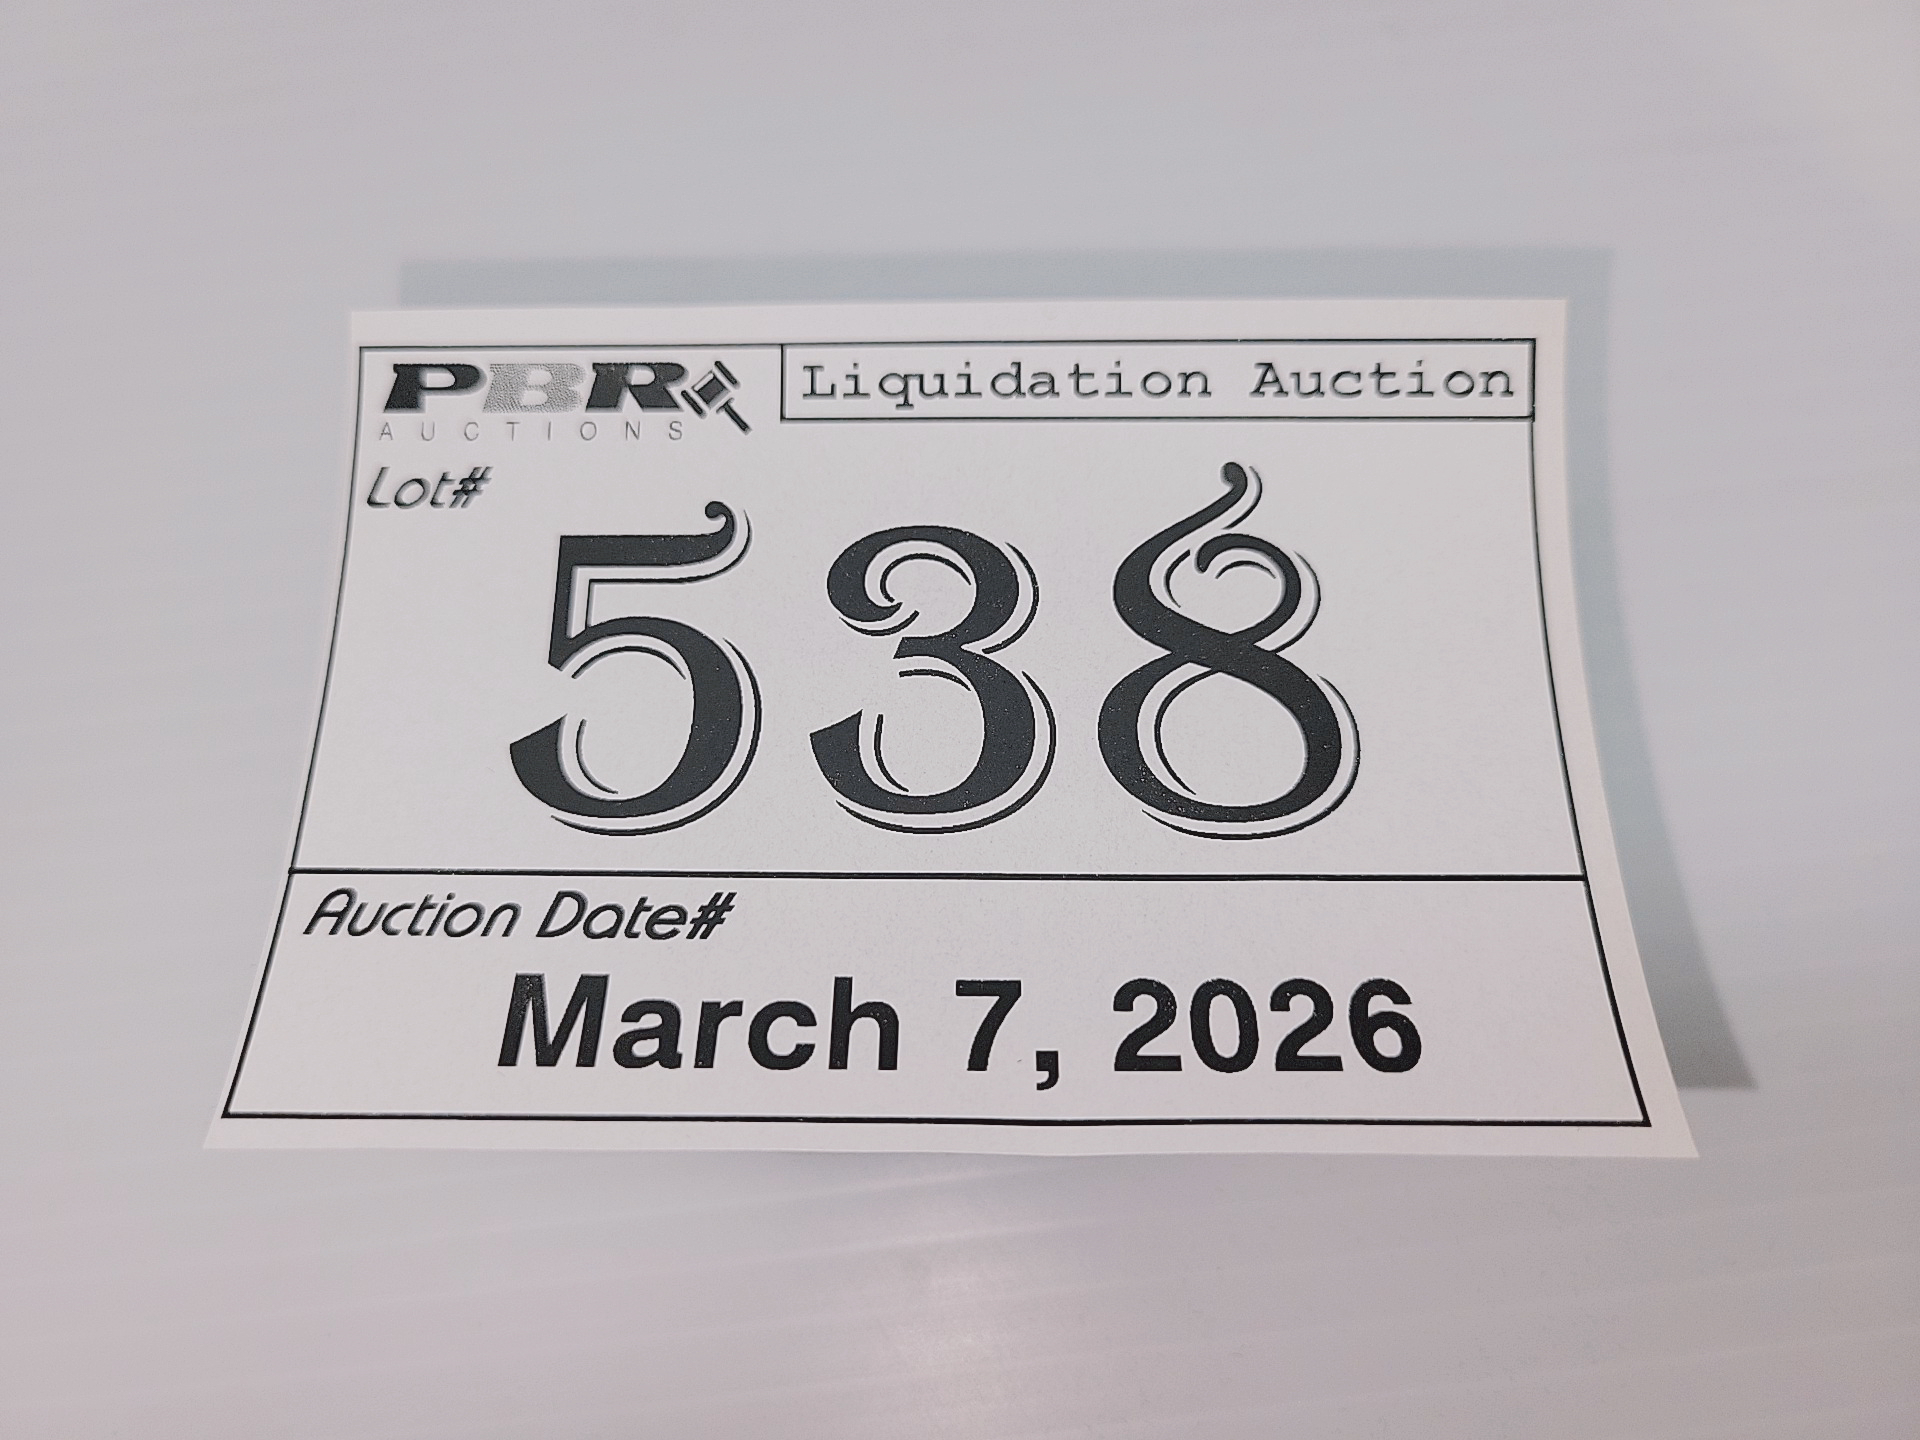 PBR Liquidation Auction
AUCTIONS
Lot#
538
Auction Date#
March 7, 2026